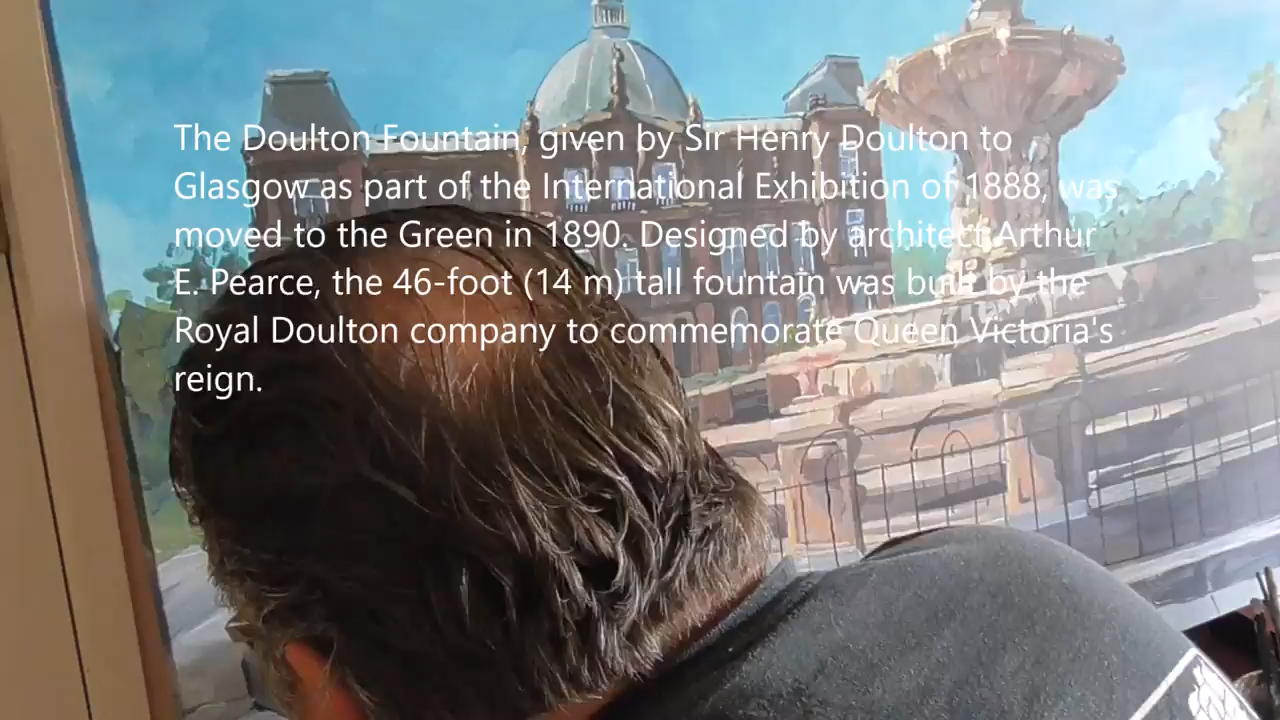 The Doulton Fountain, given by Sir Henry Doulton to
Glasgow as part of the International Exhibition of 1888, was
moved to the Green in 1890. Designed by architect Arthur
E. Pearce, the 46-foot (14 m) tall fountain was built by the
Royal Doulton company to commemorate Queen Victoria's
reign.